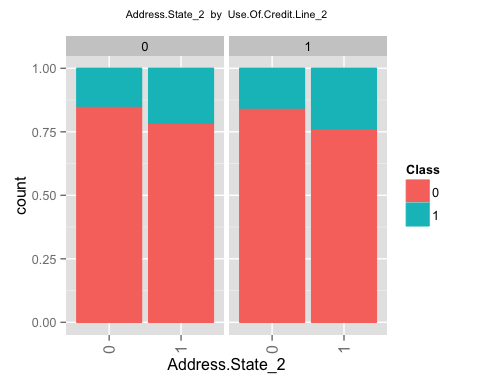 Address.State_2 by Use.Of.Credit.Line_2
0 1
1.00
0.75
0.50
0.25
0.00
count
0 1 0 1
Address.State_2
Class
0
1